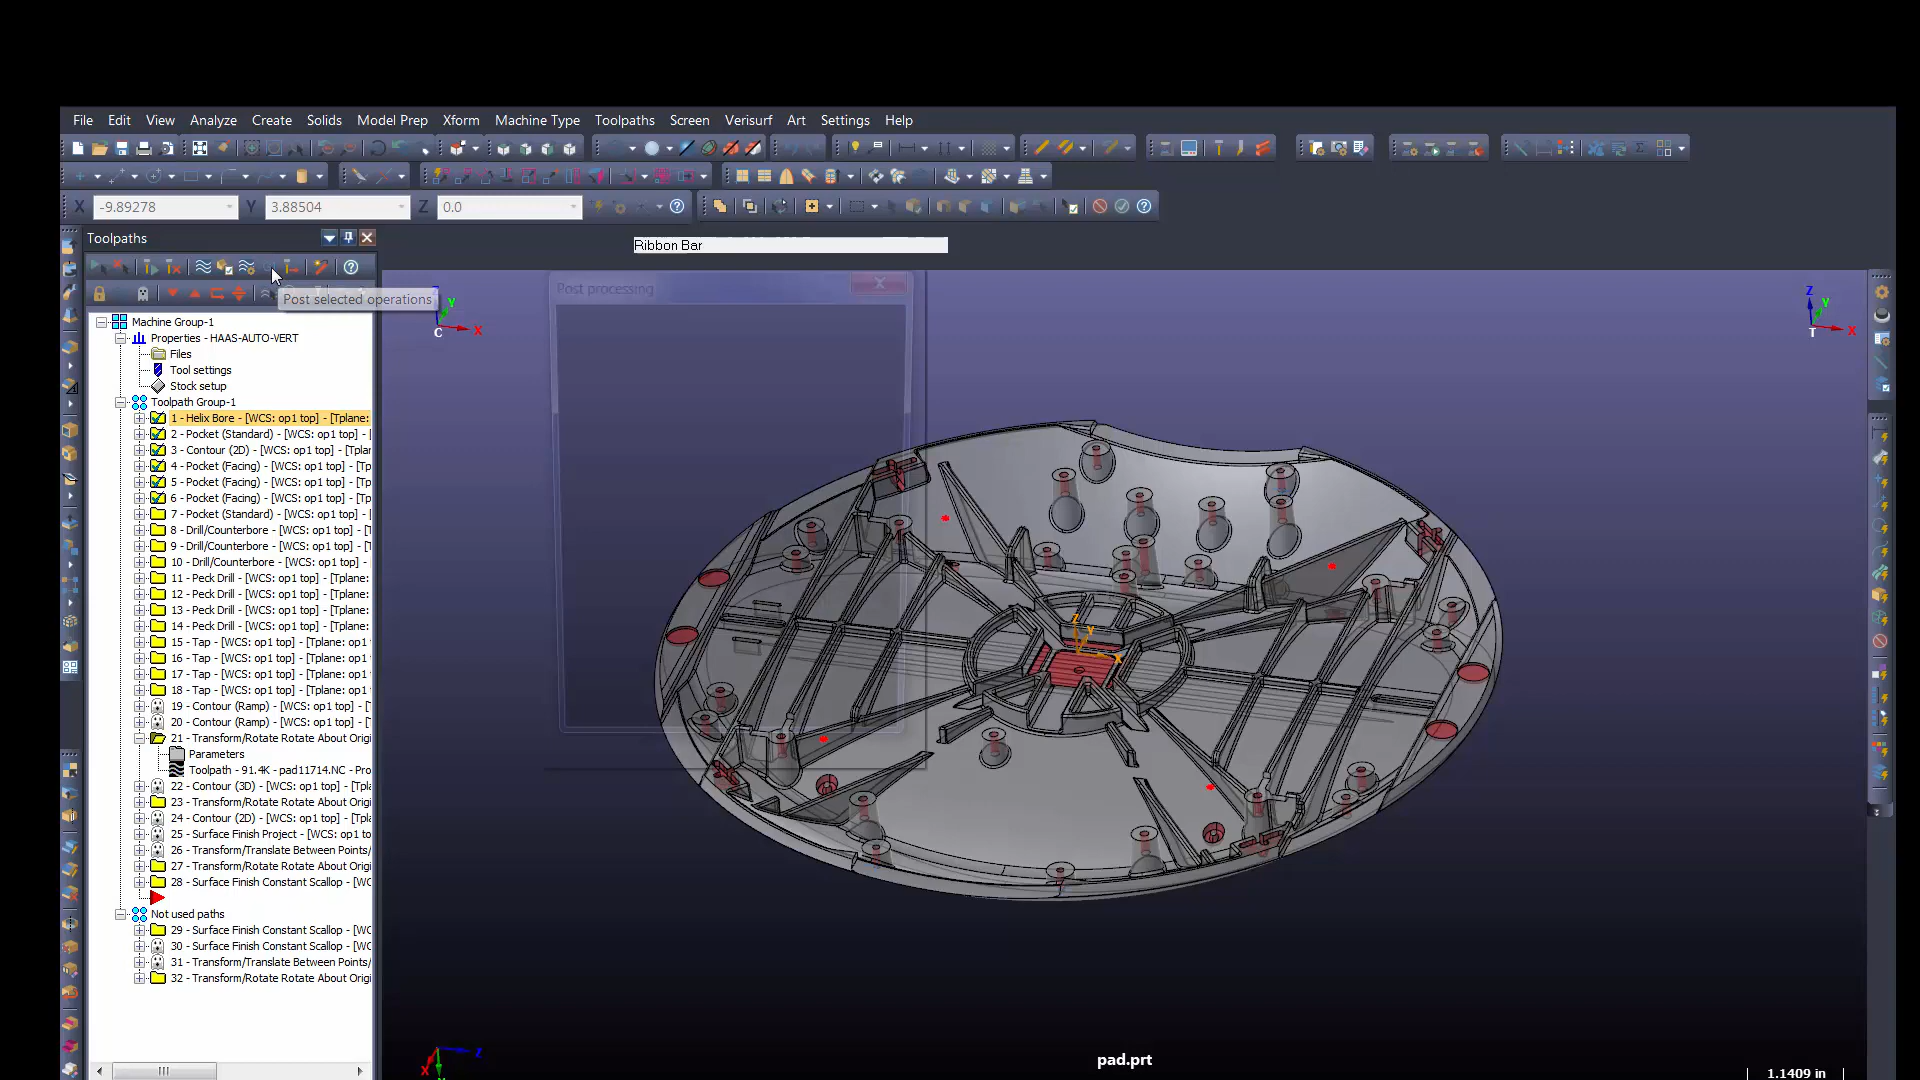 File Edit View Analyze Create Solids Model Prep Xform Machine Type Toolpaths Screen Verisurf Art Settings Help
X -9.89278 Y 3.88504 Z 0.0
Toolpaths
Ribbon Bar
Post processing
Post selected operations
Machine Group-1
Properties - HAAS-AUTO-VERT
Files
Tool settings
Stock setup
Toolpath Group-1
1 - Helix Bore - [WCS: op1 top] - [Tplane:
2 - Pocket (Standard) - [WCS: op1 top] - [
3 - Contour (2D) - [WCS: op1 top] - [Tplan
4 - Pocket (Facing) - [WCS: op1 top] - [Tp
5 - Pocket (Facing) - [WCS: op1 top] - [Tp
6 - Pocket (Facing) - [WCS: op1 top] - [Tp
7 - Pocket (Standard) - [WCS: op1 top] - [
8 - Drill/Counterbore - [WCS: op1 top] - [T
9 - Drill/Counterbore - [WCS: op1 top] - [T
10 - Drill/Counterbore - [WCS: op1 top] - [
11 - Peck Drill - [WCS: op1 top] - [Tplane:
12 - Peck Drill - [WCS: op1 top] - [Tplane:
13 - Peck Drill - [WCS: op1 top] - [Tplane:
14 - Peck Drill - [WCS: op1 top] - [Tplane:
15 - Tap - [WCS: op1 top] - [Tplane: op1
16 - Tap - [WCS: op1 top] - [Tplane: op1
17 - Tap - [WCS: op1 top] - [Tplane: op1
18 - Tap - [WCS: op1 top] - [Tplane: op1
19 - Contour (Ramp) - [WCS: op1 top] - [T
20 - Contour (Ramp) - [WCS: op1 top] - [T
21 - Transform/Rotate Rotate About Origi
Parameters
Toolpath - 91.4K - pad11714.NC - Pro
22 - Contour (3D) - [WCS: op1 top] - [Tpl
23 - Transform/Rotate Rotate About Origi
24 - Contour (2D) - [WCS: op1 top] - [Tpl
25 - Surface Finish Project - [WCS: op1 to
26 - Transform/Translate Between Points/
27 - Transform/Rotate Rotate About Origi
28 - Surface Finish Constant Scallop - [WC
Not used paths
29 - Surface Finish Constant Scallop - [WC
30 - Surface Finish Constant Scallop - [WC
31 - Transform/Translate Between Points/
32 - Transform/Rotate Rotate About Origi
Y
X
C
Z
Y
X
T
Z
Y
X
Z
X
pad.prt
1.1409 in